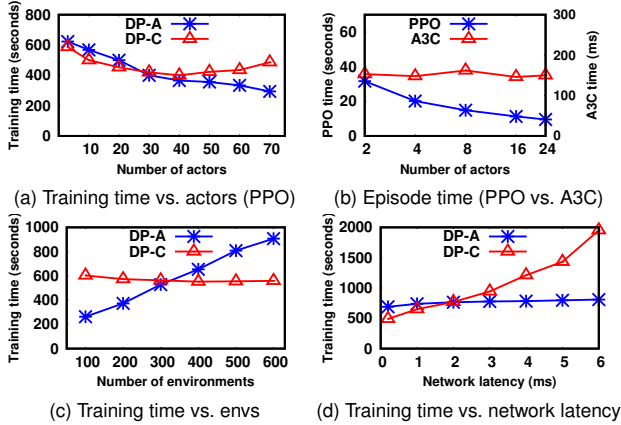 800
600
400
200
0
Training time (seconds)
DP-A
DP-C
10 20 30 40 50 60 70
Number of actors
(a) Training time vs. actors (PPO)
60
40
20
0
PPO time (seconds)
PPO
A3C
300
200
100
0
A3C time (ms)
2 4 8 16 24
Number of actors
(b) Episode time (PPO vs. A3C)
1000
800
600
400
200
0
Training time (seconds)
DP-A
DP-C
100 200 300 400 500 600
Number of environments
(c) Training time vs. envs
2000
1500
1000
500
0
Training time (seconds)
DP-A
DP-C
0 1 2 3 4 5 6
Network latency (ms)
(d) Training time vs. network latency